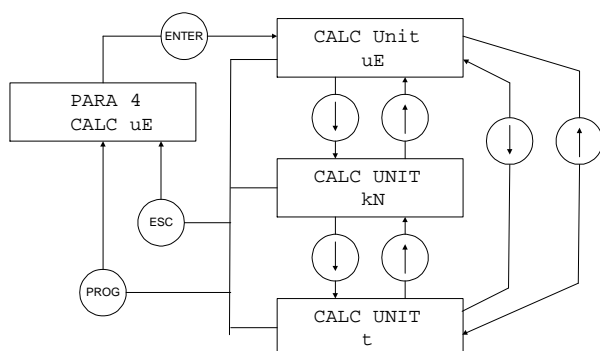 ENTER
CALC Unit
uE
PARA 4
CALC uE
CALC UNIT
kN
ESC
PROG
CALC UNIT
t